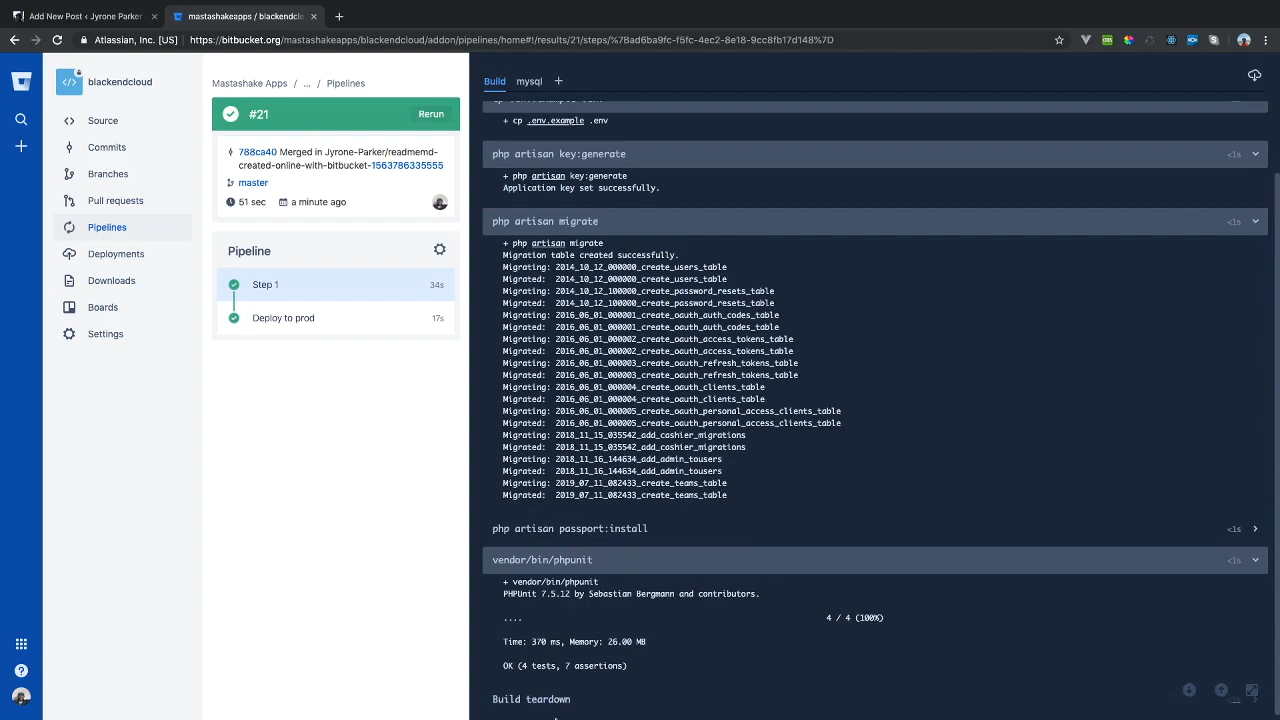 Add New Post ‹ Jyrone Parker
mastashakeapps / blackendclo
Atlassian, Inc. [US]
https://bitbucket.org/mastashakeapps/blackendcloud/addon/pipelines/home#!/results/21/steps/%7Bad6ba9fc-f5fc-4ec2-8e18-9cc8fb17d148%7D
blackendcloud
Source
Commits
Branches
Pull requests
Pipelines
Deployments
Downloads
Boards
Settings
Mastashake Apps / ... / Pipelines
#21
Rerun
788ca40 Merged in Jyrone-Parker/readmemd-
created-online-with-bitbucket-1563786335555
master
51 sec
a minute ago
Pipeline
Step 1
34s
Deploy to prod
17s
Build
mysql
+ cp .env.example .env
php artisan key:generate
<1s
+ php artisan key:generate
Application key set successfully.
php artisan migrate
<1s
+ php artisan migrate
Migration table created successfully.
Migrating: 2014_10_12_000000_create_users_table
Migrated:  2014_10_12_000000_create_users_table
Migrating: 2014_10_12_100000_create_password_resets_table
Migrated:  2014_10_12_100000_create_password_resets_table
Migrating: 2016_06_01_000001_create_oauth_auth_codes_table
Migrated:  2016_06_01_000001_create_oauth_auth_codes_table
Migrating: 2016_06_01_000002_create_oauth_access_tokens_table
Migrated:  2016_06_01_000002_create_oauth_access_tokens_table
Migrating: 2016_06_01_000003_create_oauth_refresh_tokens_table
Migrated:  2016_06_01_000003_create_oauth_refresh_tokens_table
Migrating: 2016_06_01_000004_create_oauth_clients_table
Migrated:  2016_06_01_000004_create_oauth_clients_table
Migrating: 2016_06_01_000005_create_oauth_personal_access_clients_table
Migrated:  2016_06_01_000005_create_oauth_personal_access_clients_table
Migrating: 2018_11_15_035542_add_cashier_migrations
Migrated:  2018_11_15_035542_add_cashier_migrations
Migrating: 2018_11_16_144634_add_admin_tousers
Migrated:  2018_11_16_144634_add_admin_tousers
Migrating: 2019_07_11_082433_create_teams_table
Migrated:  2019_07_11_082433_create_teams_table
php artisan passport:install
<1s
vendor/bin/phpunit
<1s
+ vendor/bin/phpunit
PHPUnit 7.5.12 by Sebastian Bergmann and contributors.
.... 4 / 4 (100%)
Time: 370 ms, Memory: 26.00 MB
OK (4 tests, 7 assertions)
Build teardown
<1s